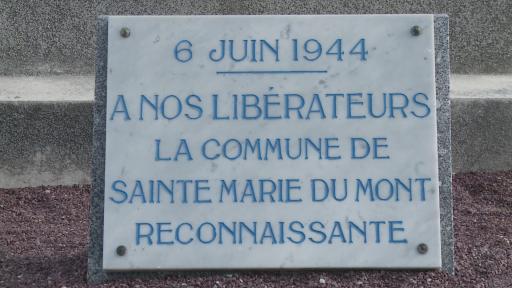 6 JUIN 1944
A NOS LIBÉRATEURS
LA COMMUNE DE
SAINTE MARIE DU MONT
RECONNAISSANTE